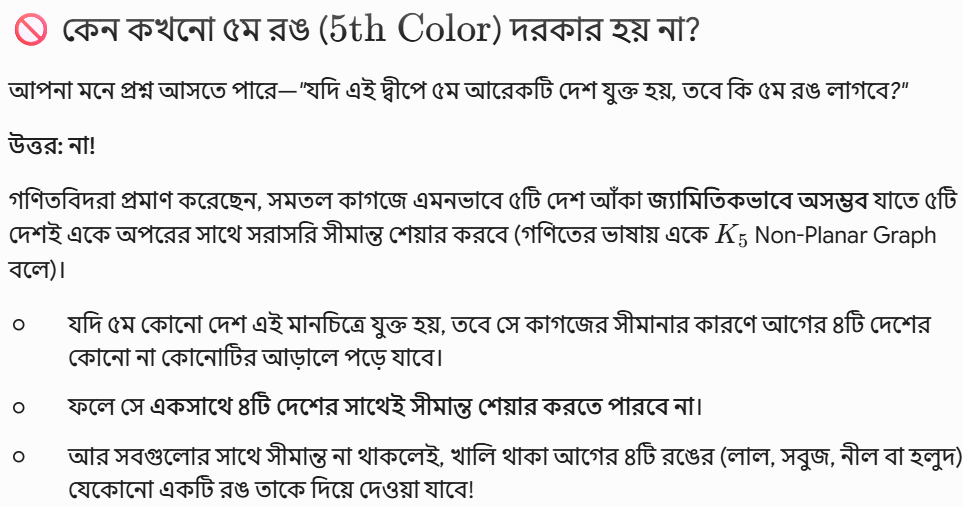 🚫 কেন কখনো ৫ম রঙ (5th Color) দরকার হয় না?
আপনা মনে প্রশ্ন আসতে পারে—"যদি এই দ্বীপে ৫ম আরেকটি দেশ যুক্ত হয়, তবে কি ৫ম রঙ লাগবে?"
উত্তর: না!
গণিতবিদরা প্রমাণ করেছেন, সমতল কাগজে এমনভাবে ৫টি দেশ আঁকা জ্যামিতিকভাবে অসম্ভব যাতে ৫টি
দেশই একে অপরের সাথে সরাসরি সীমান্ত শেয়ার করবে (গণিতের ভাষায় একে K₅ Non-Planar Graph
বলে)।
○ যদি ৫ম কোনো দেশ এই মানচিত্রে যুক্ত হয়, তবে সে কাগজের সীমানার কারণে আগের ৪টি দেশের
কোনো না কোনোটির আড়ালে পড়ে যাবে।
○ ফলে সে একসাথে ৪টি দেশের সাথেই সীমান্ত শেয়ার করতে পারবে না।
○ আর সবগুলোর সাথে সীমান্ত না থাকলেই, খালি থাকা আগের ৪টি রঙের (লাল, সবুজ, নীল বা হলুদ)
যেকোনো একটি রঙ তাকে দিয়ে দেওয়া যাবে!